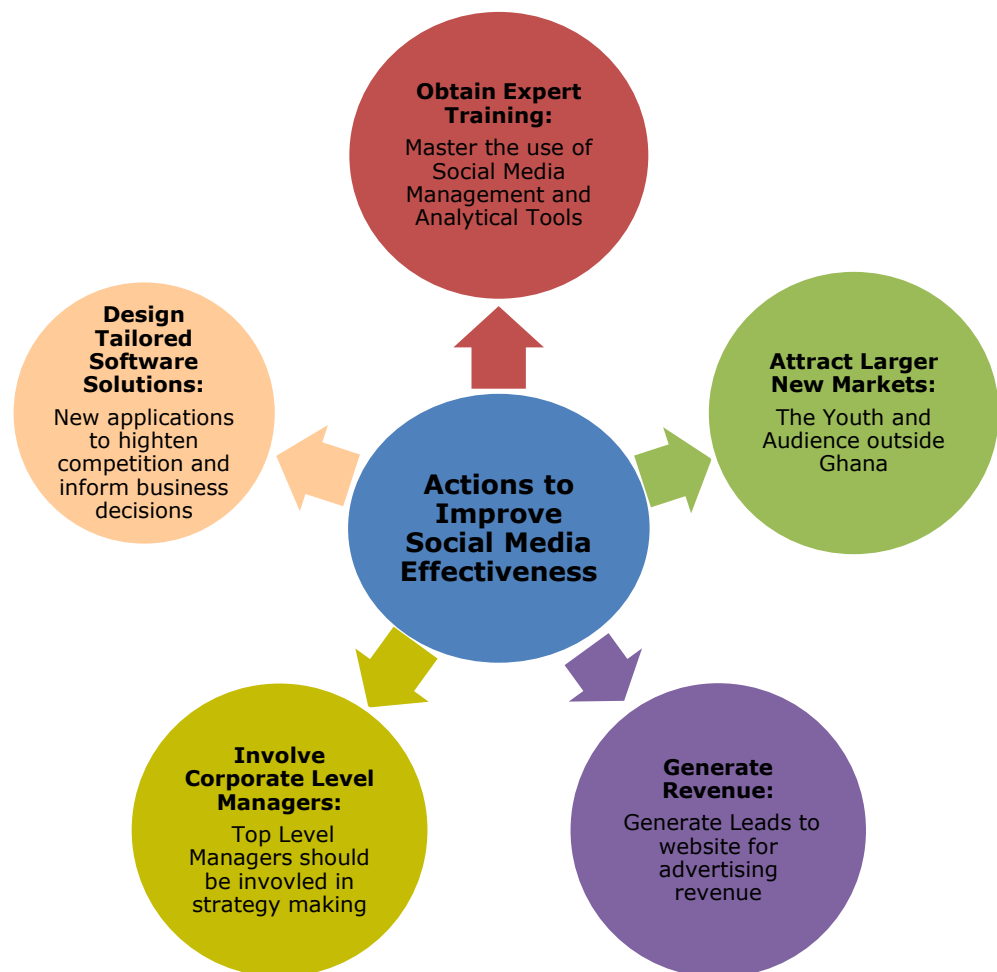 Obtain Expert
Training:
Master the use of
Social Media
Management and
Analytical Tools
Design
Tailored
Software
Solutions:
New applications
to highten
competition and
inform business
decisions
Attract Larger
New Markets:
The Youth and
Audience outside
Ghana
Actions to
Improve
Social Media
Effectiveness
Involve
Corporate Level
Managers:
Top Level
Managers should
be invovled in
strategy making
Generate
Revenue:
Generate Leads to
website for
advertising
revenue